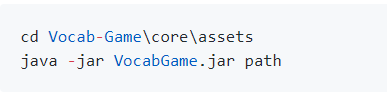 cd Vocab-Game\core\assets
java -jar VocabGame.jar path